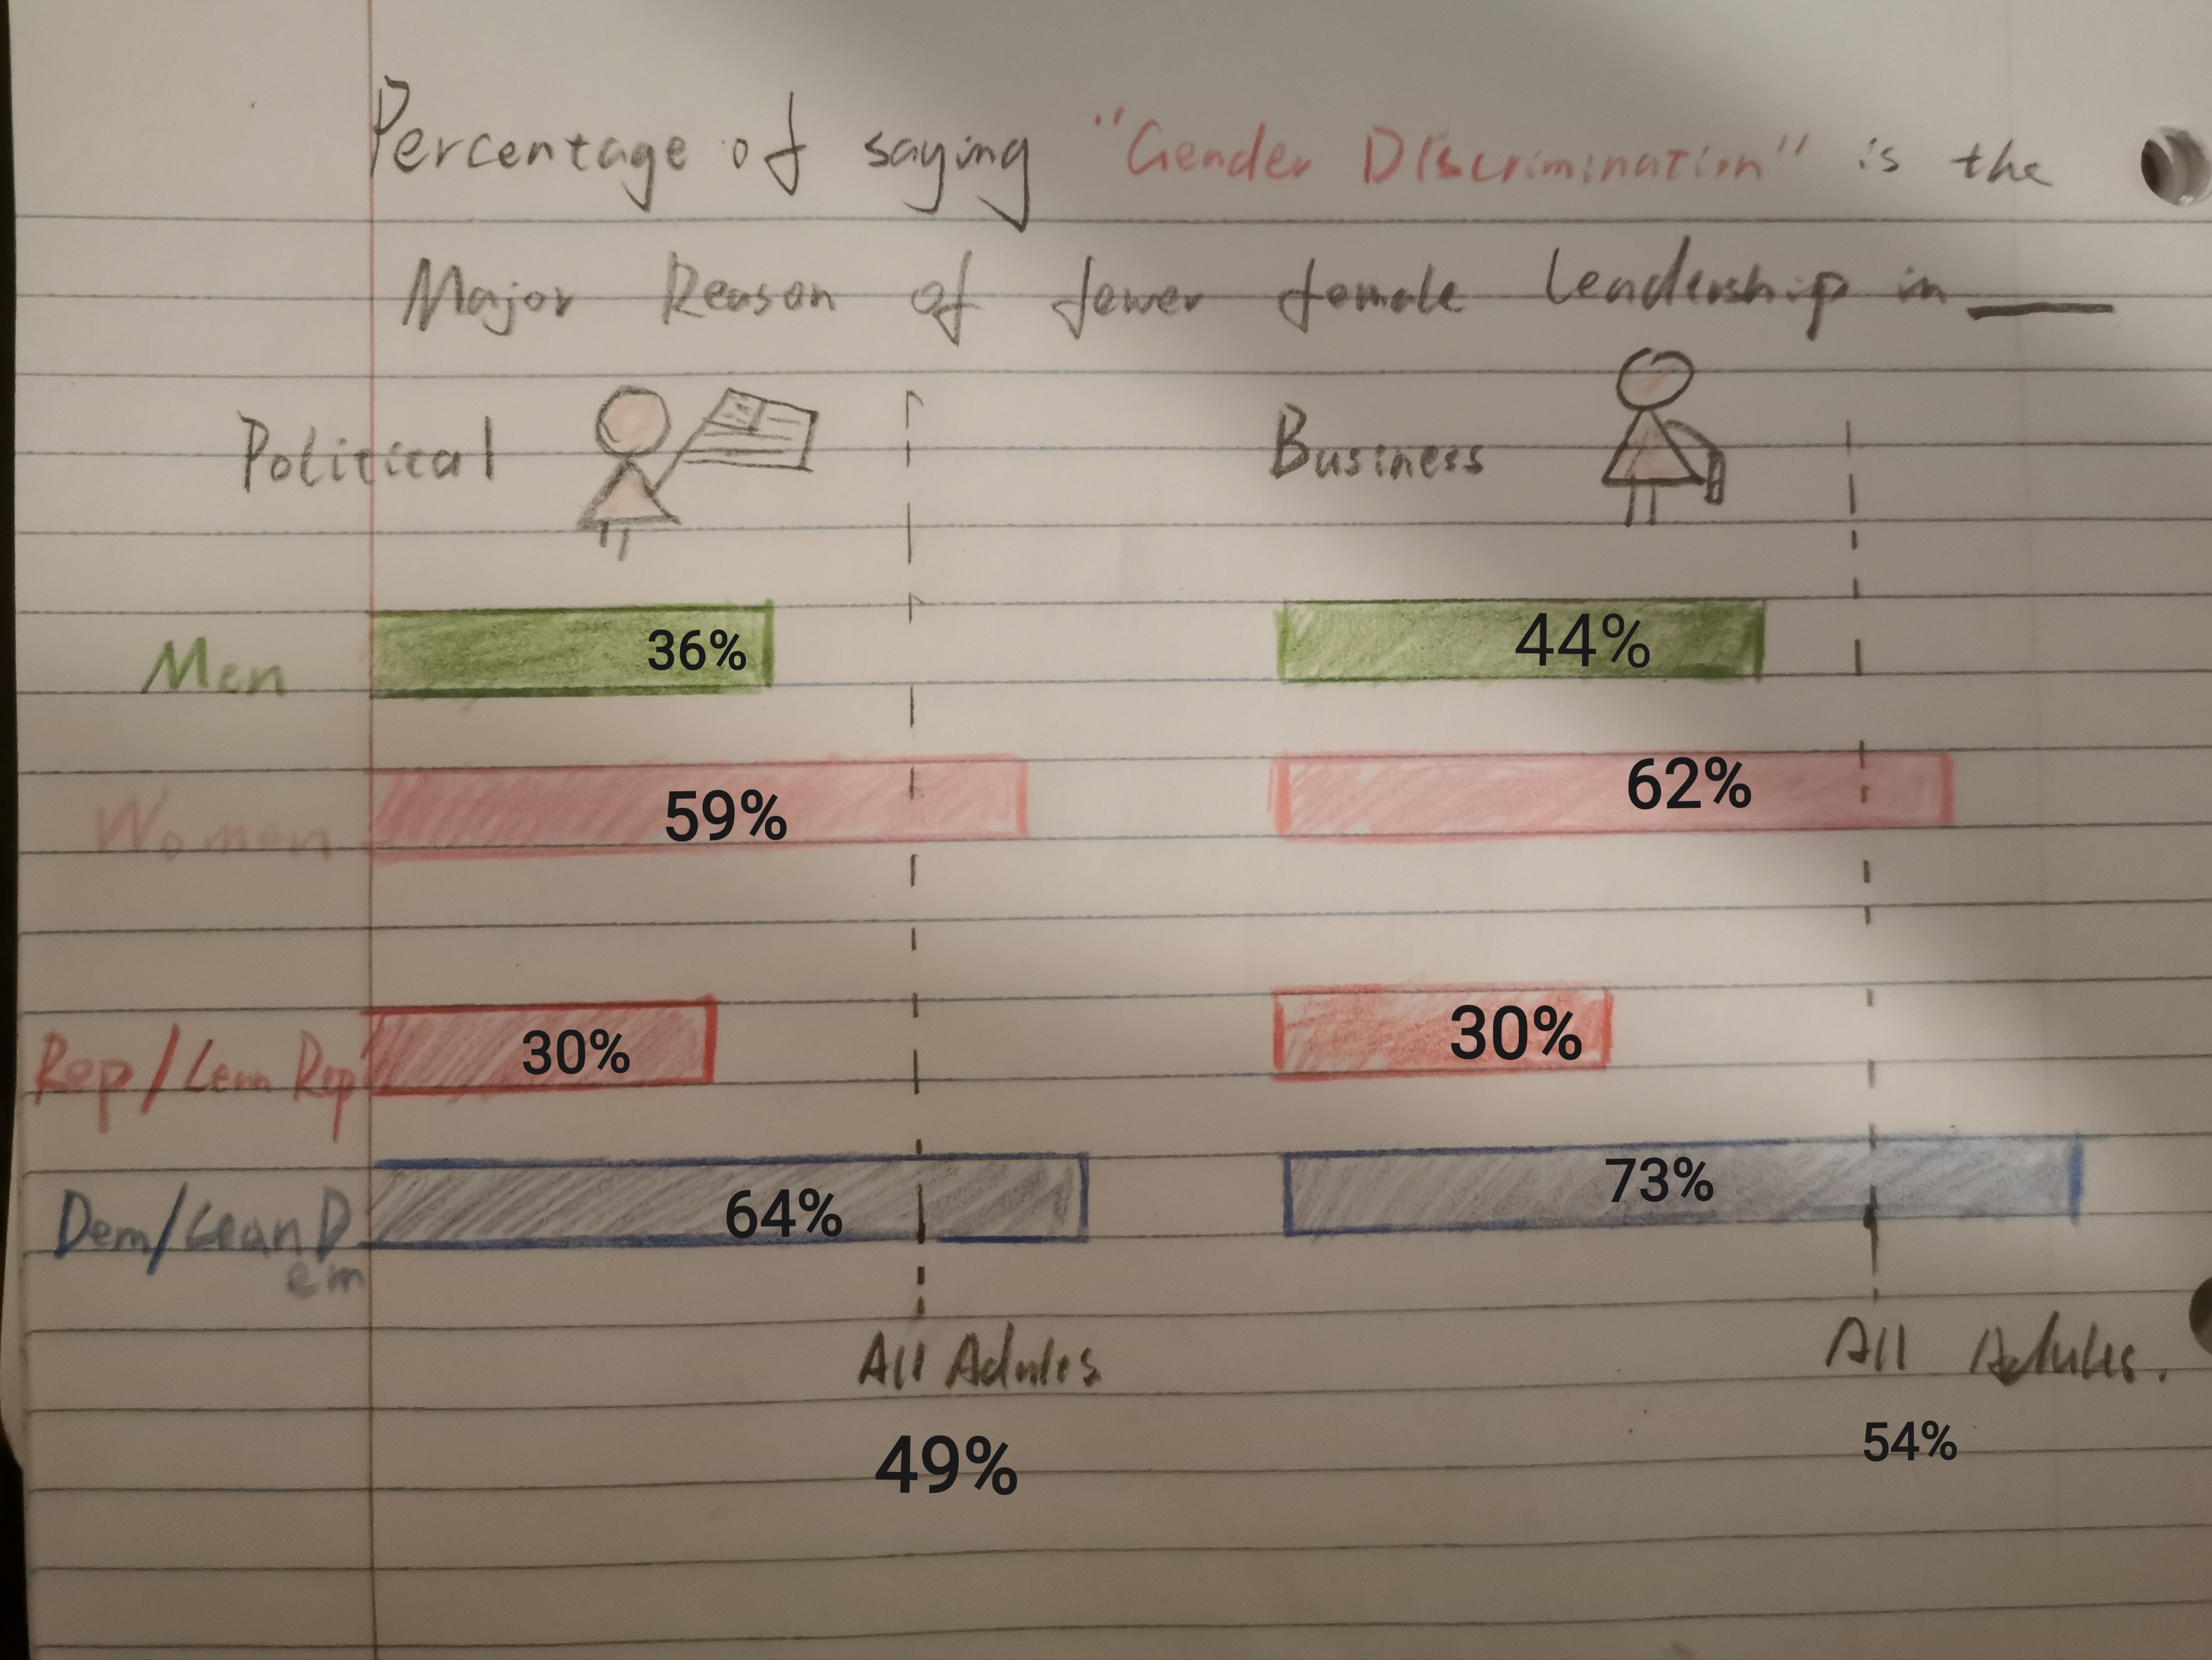 Percentage of saying "Gender Discrimination" is the
Major Reason of fewer female leadership in ___
Political
Business
Men 36% 44%
Women 59% 62%
Rep/Lean Rep 30% 30%
Dem/Lean D 64% 73%
em
All Adults
All Adults.
49%
54%